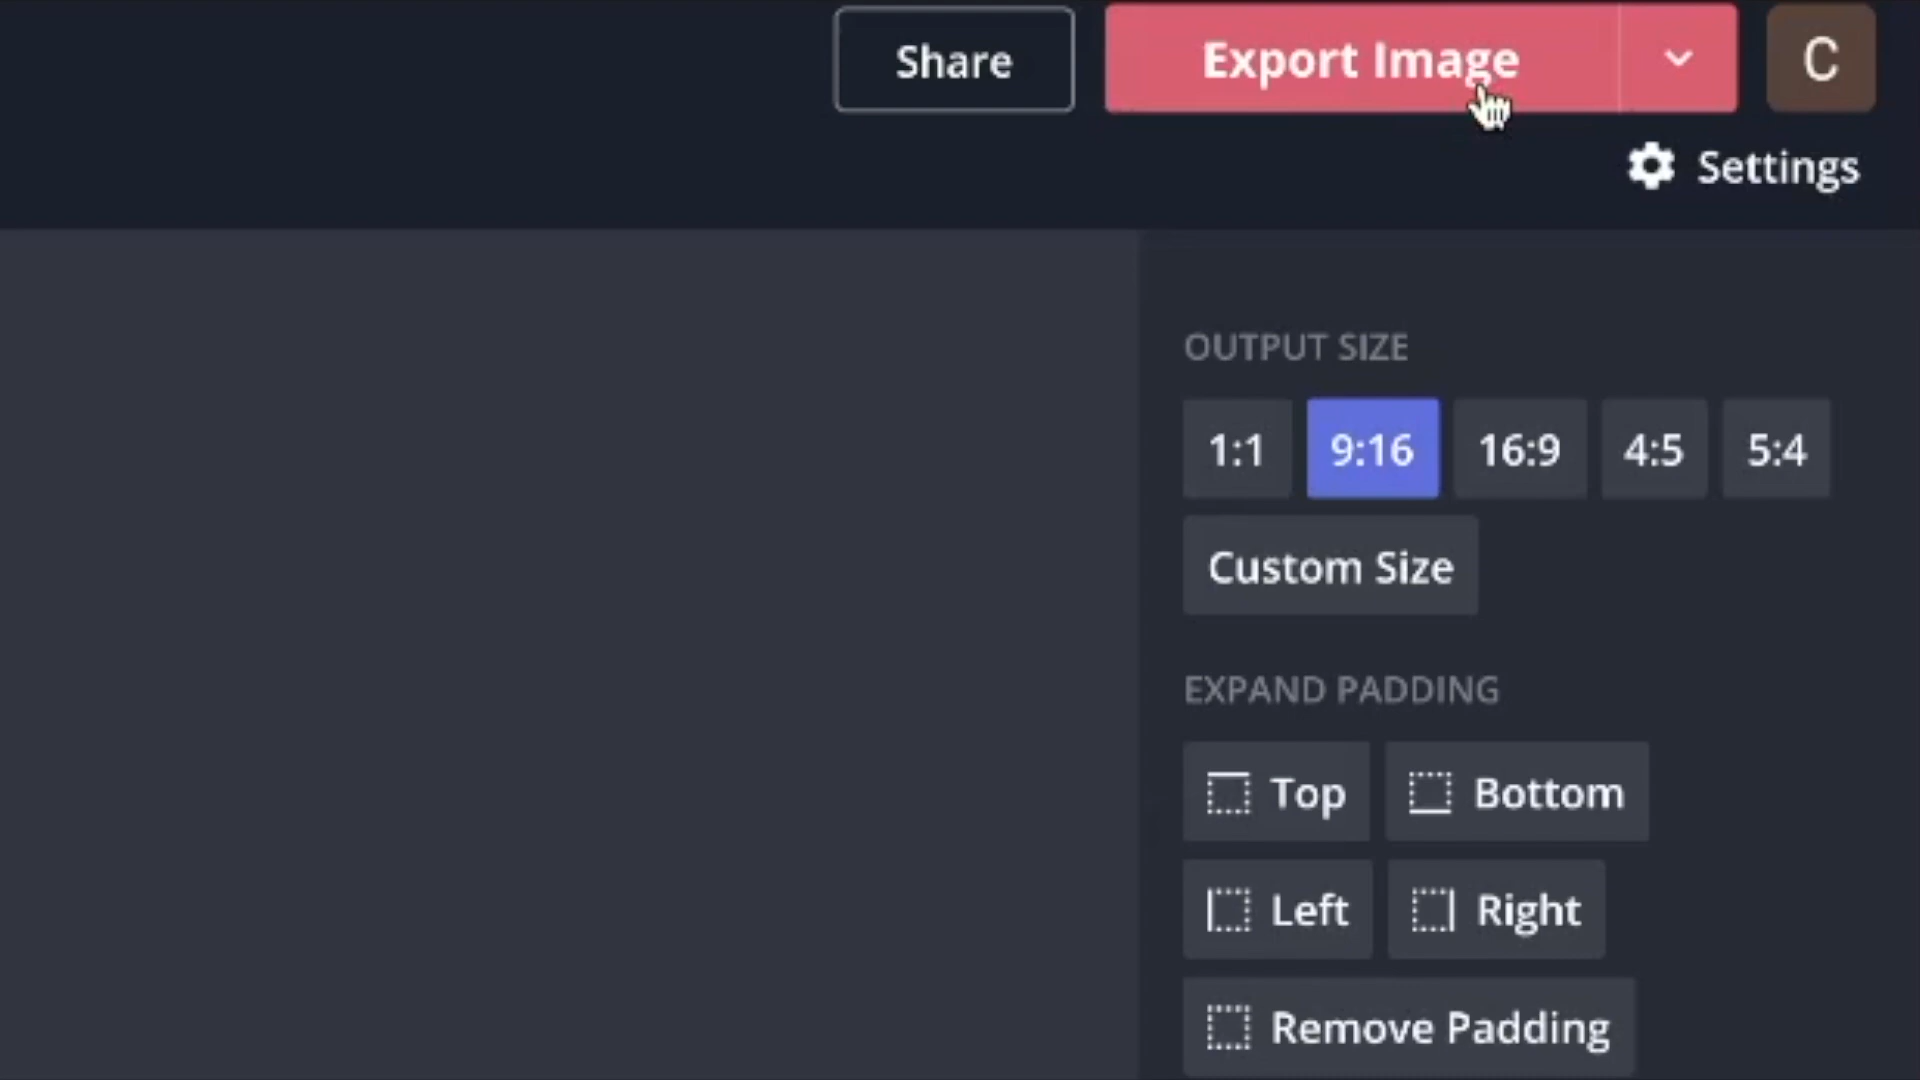 Share Export Image C
Settings
OUTPUT SIZE
1:1 9:16 16:9 4:5 5:4
Custom Size
EXPAND PADDING
Top Bottom
Left Right
Remove Padding